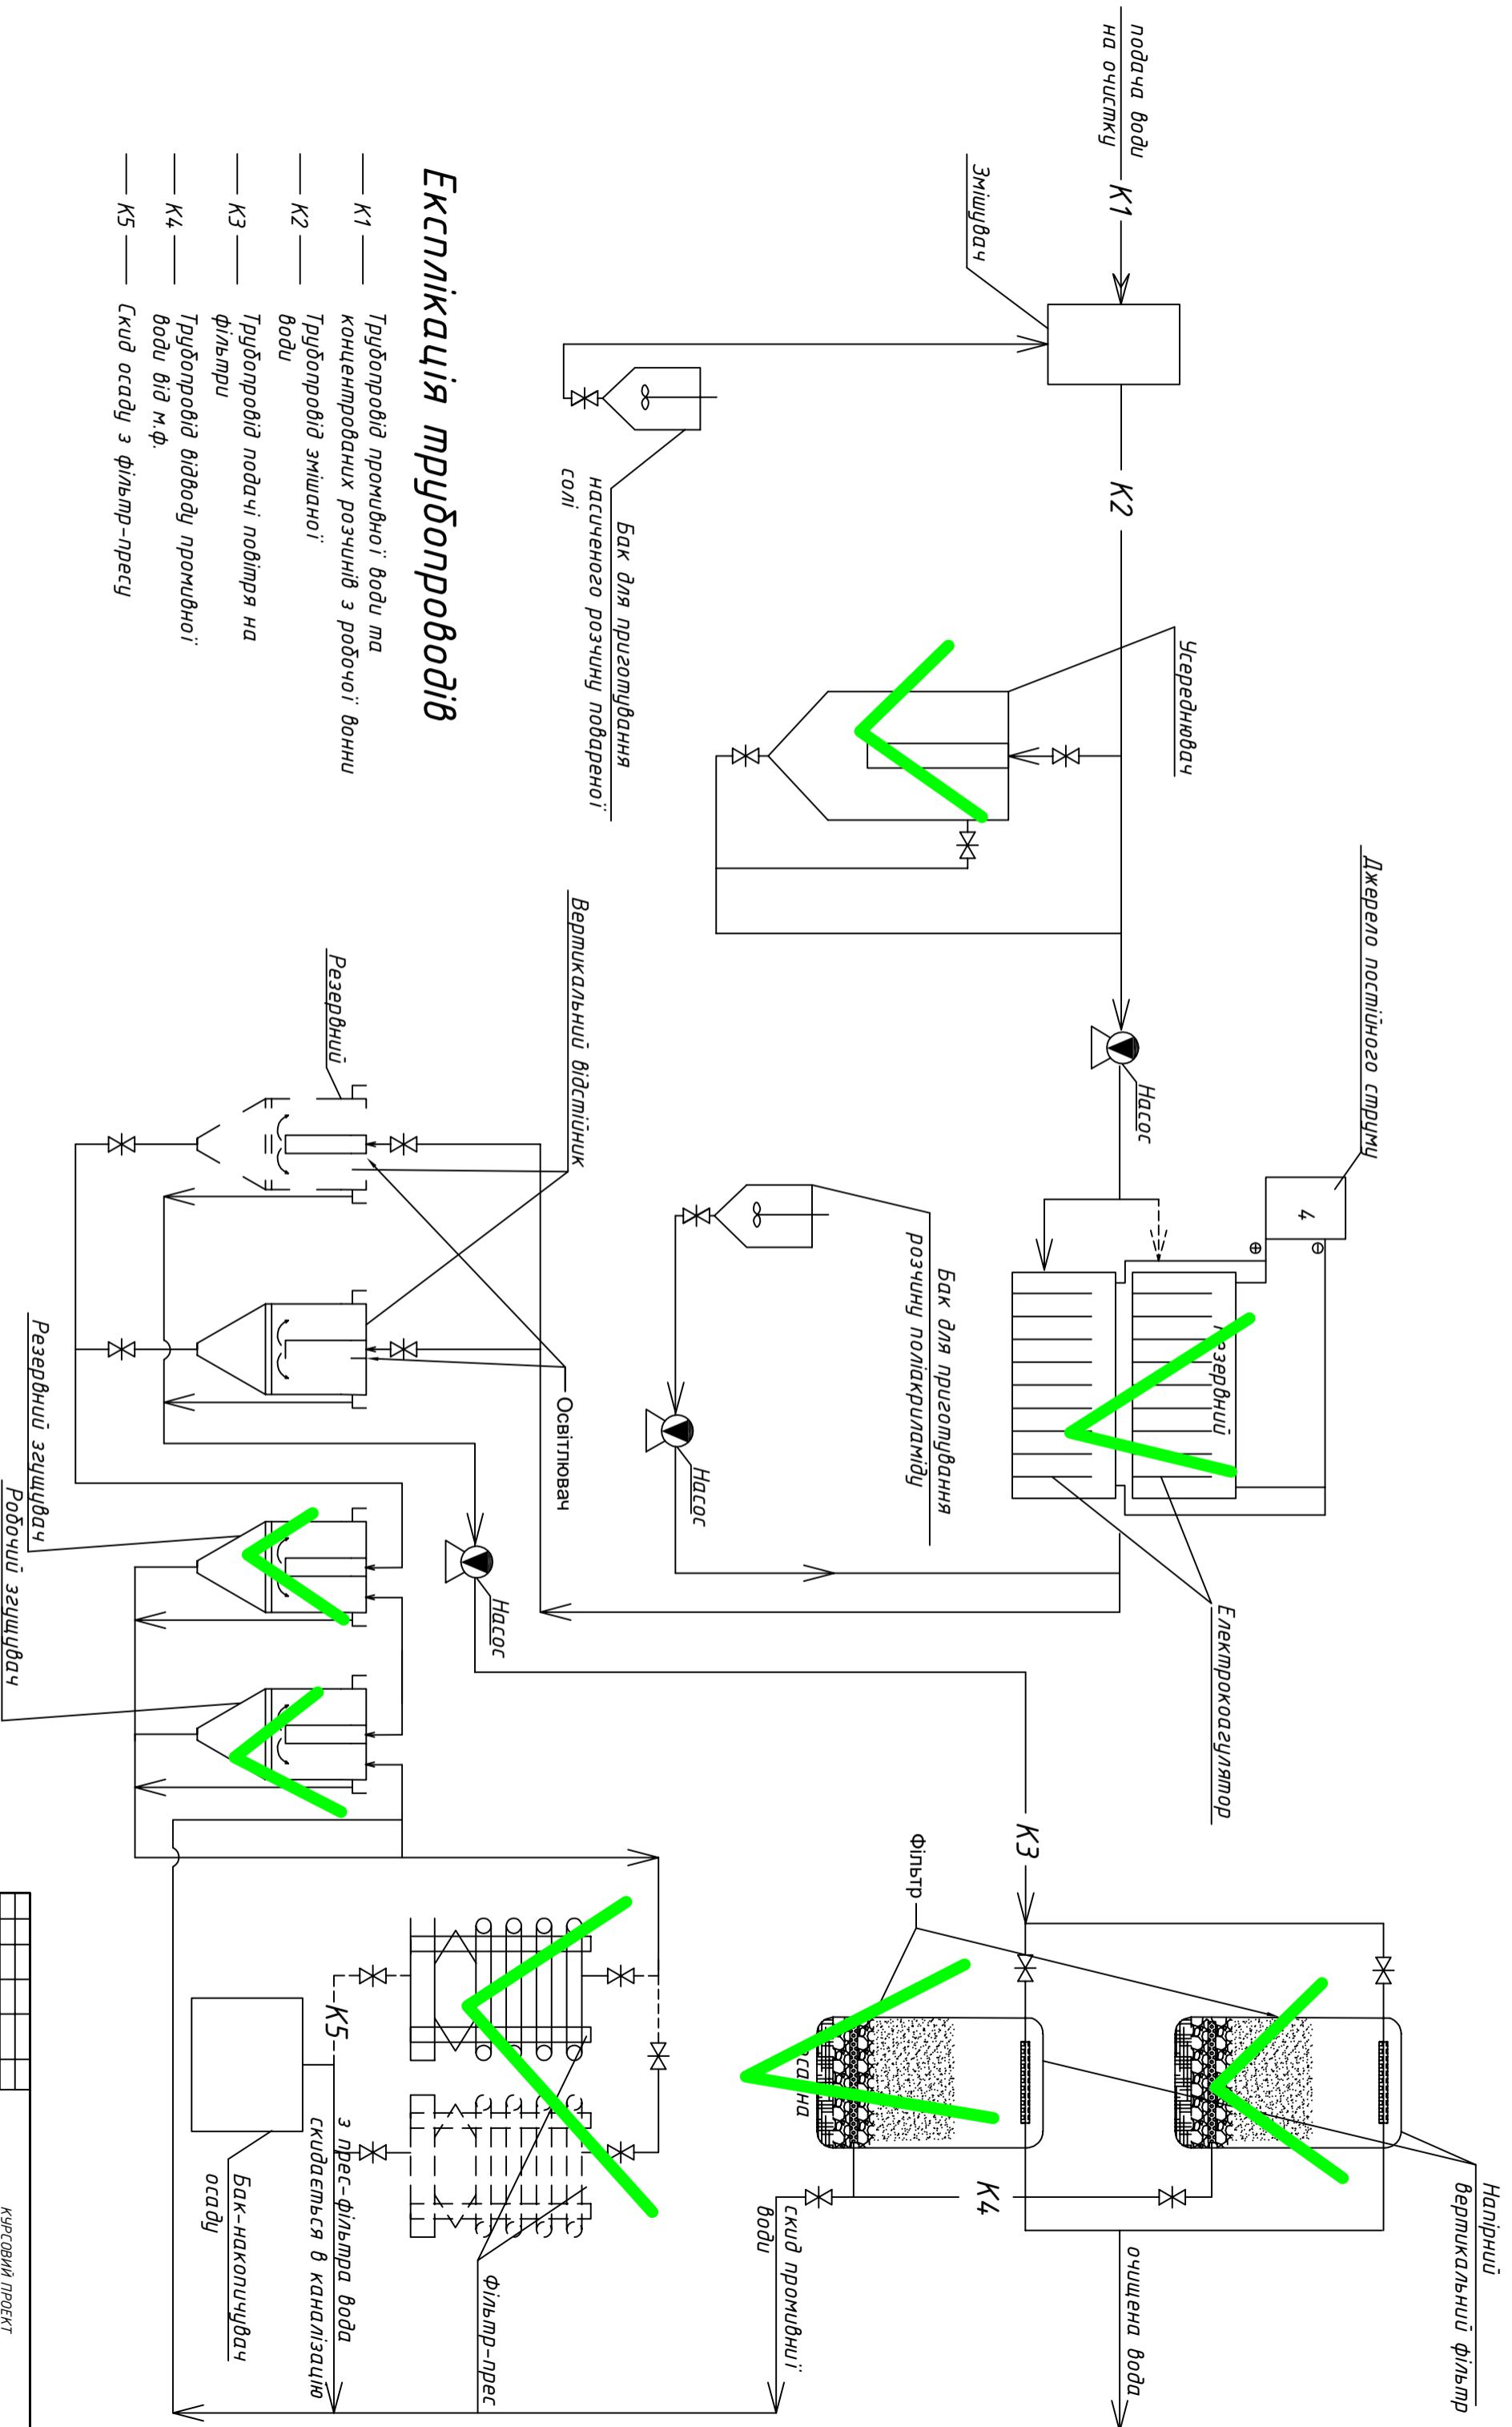 подача води
на очистку
К1
Змішувач
К2
Бак для приготування
насиченого розчину повареної
солі
Усереднювач
Насос
Джерело постійного струму
4
⊕
⊖
Електрокоагулятор
Бак для приготування
розчину поліакриламіду
Насос
Вертикальний відстійник
Резервний
Освітлювач
Насос
Резервний згущувач
Робочий згущувач
К3
Фільтр
Напірний
Вертикальний фільтр
К4
очищена вода
скид промивної
води
Фільтр-прес
К5
з прес-фільтра вода
скидається в каналізацію
Бак-накопичувач
осаду
Експлікація трубопроводів
К1 Трубопровід промивної води та
концентрованих розчинів з робочої ванни
К2 Трубопровід змішаної
води
К3 Трубопровід подачі повітря на
фільтри
К4 Трубопровід відводу промивної
води від м.ф.
К5 Скид осаду з фільтр-пресу
КУРСОВИЙ ПРОЕКТ